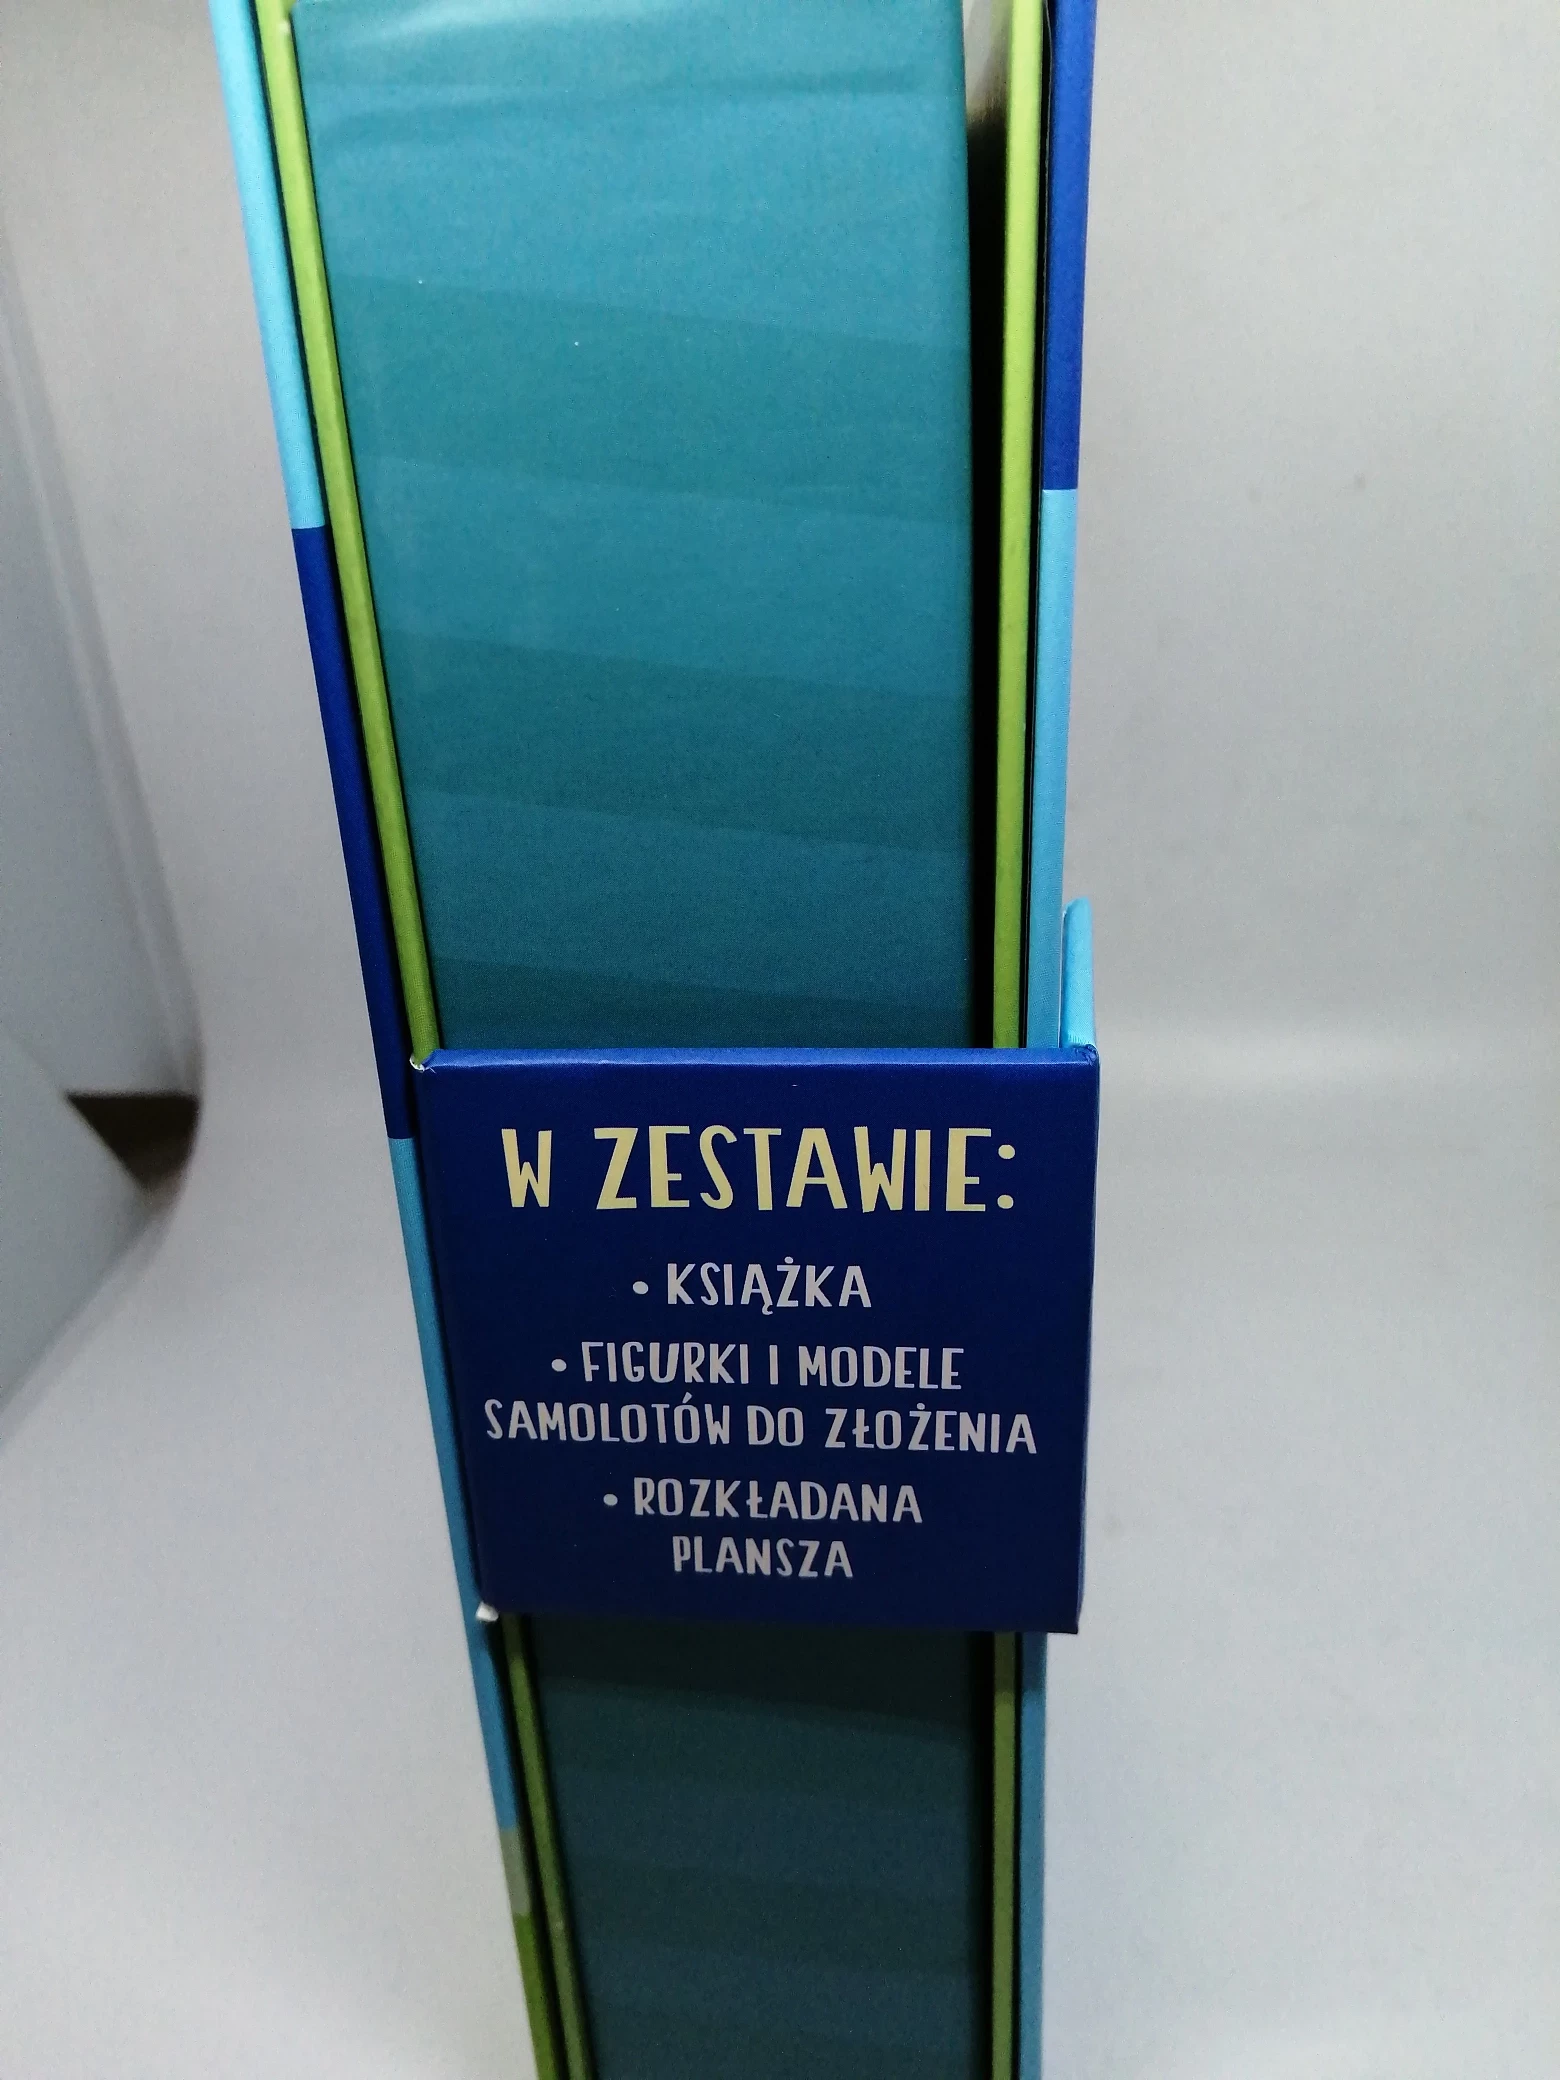 W ZESTAWIE:
• KSIĄŻKA
• FIGURKI I MODELE
SAMOLOTÓW DO ZŁOŻENIA
• ROZKŁADANA
PLANSZA